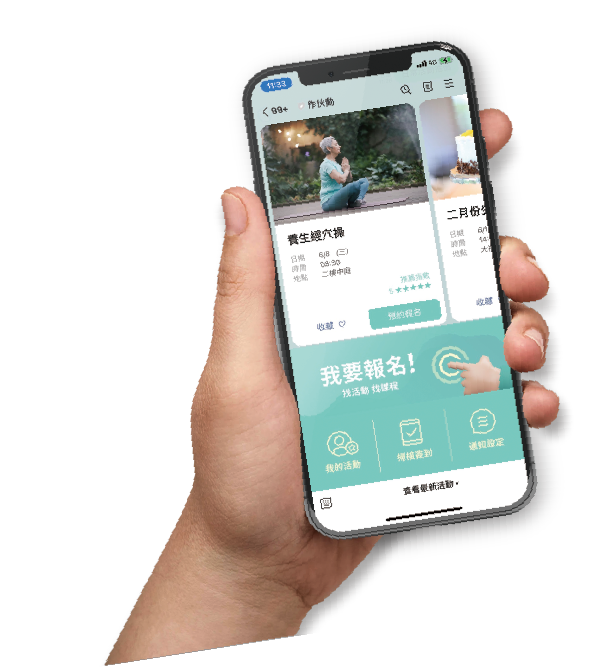 11:33
4G
99+
作伙動
養生經穴操
日期 6/8 (三)
時間 08:30
地點 二樓中庭
推薦指數
5 ★★★★★
收藏
預約報名
二月份
日期 6/1
時間 14:
地點
收藏
我要報名!
找活動 找課程
我的活動
掃描簽到
通知設定
查看最新活動